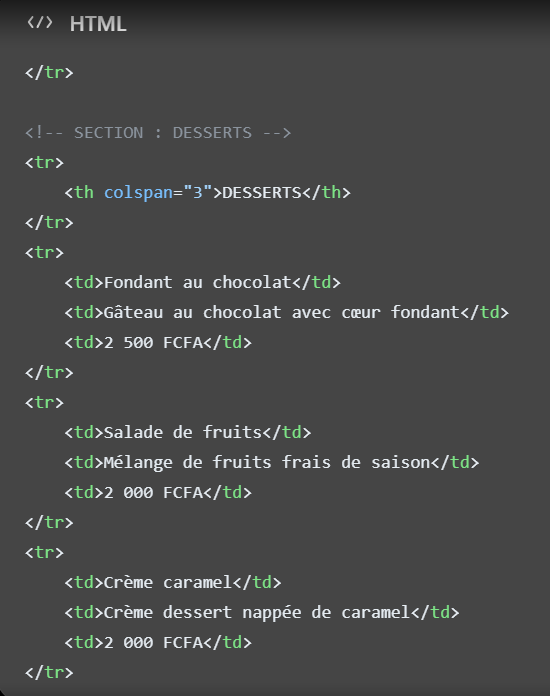 </> HTML
</tr>
<!-- SECTION : DESSERTS -->
<tr>
    <th colspan="3">DESSERTS</th>
</tr>
<tr>
    <td>Fondant au chocolat</td>
    <td>Gâteau au chocolat avec cœur fondant</td>
    <td>2 500 FCFA</td>
</tr>
<tr>
    <td>Salade de fruits</td>
    <td>Mélange de fruits frais de saison</td>
    <td>2 000 FCFA</td>
</tr>
<tr>
    <td>Crème caramel</td>
    <td>Crème dessert nappée de caramel</td>
    <td>2 000 FCFA</td>
</tr>